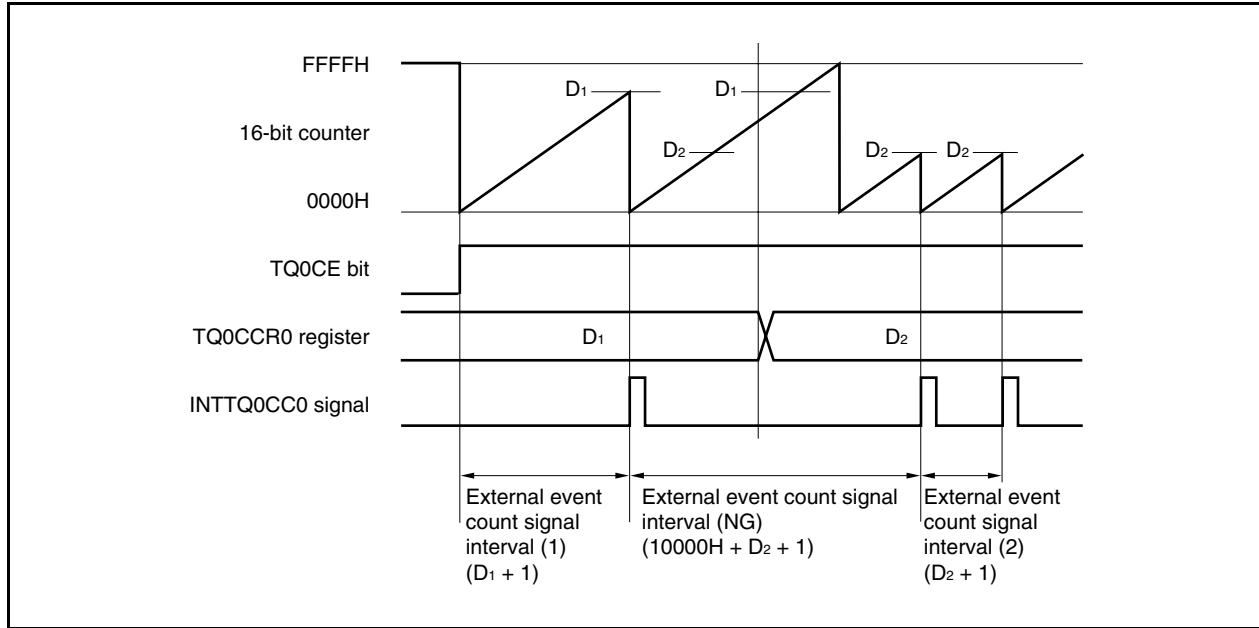 FFFFH
D1
D1
16-bit counter
D2
D2
D2
0000H
TQ0CE bit
TQ0CCR0 register
D1
D2
INTTQ0CC0 signal
External event
count signal
interval (1)
(D1 + 1)
External event count signal
interval (NG)
(10000H + D2 + 1)
External event
count signal
interval (2)
(D2 + 1)